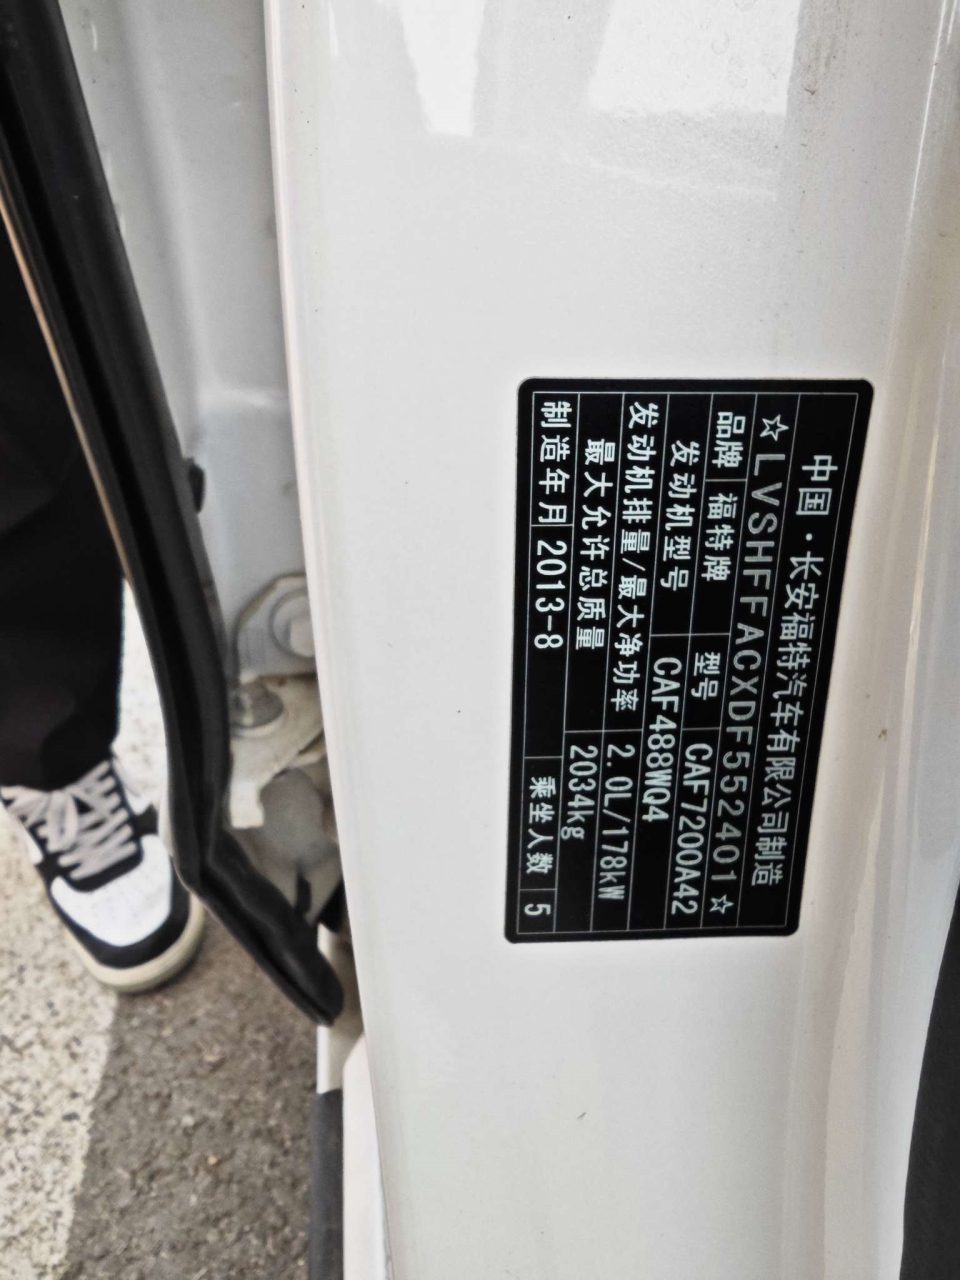 中国·长安福特汽车有限公司制造
☆LVSHFFACXDF552401☆
品牌 福特牌 型号 CAF7200A42
发动机型号 CAF488WQ4
发动机排量/最大净功率 2.0L/178kW
最大允许总质量 2034kg
制造年月 2013-8 乘坐人数 5